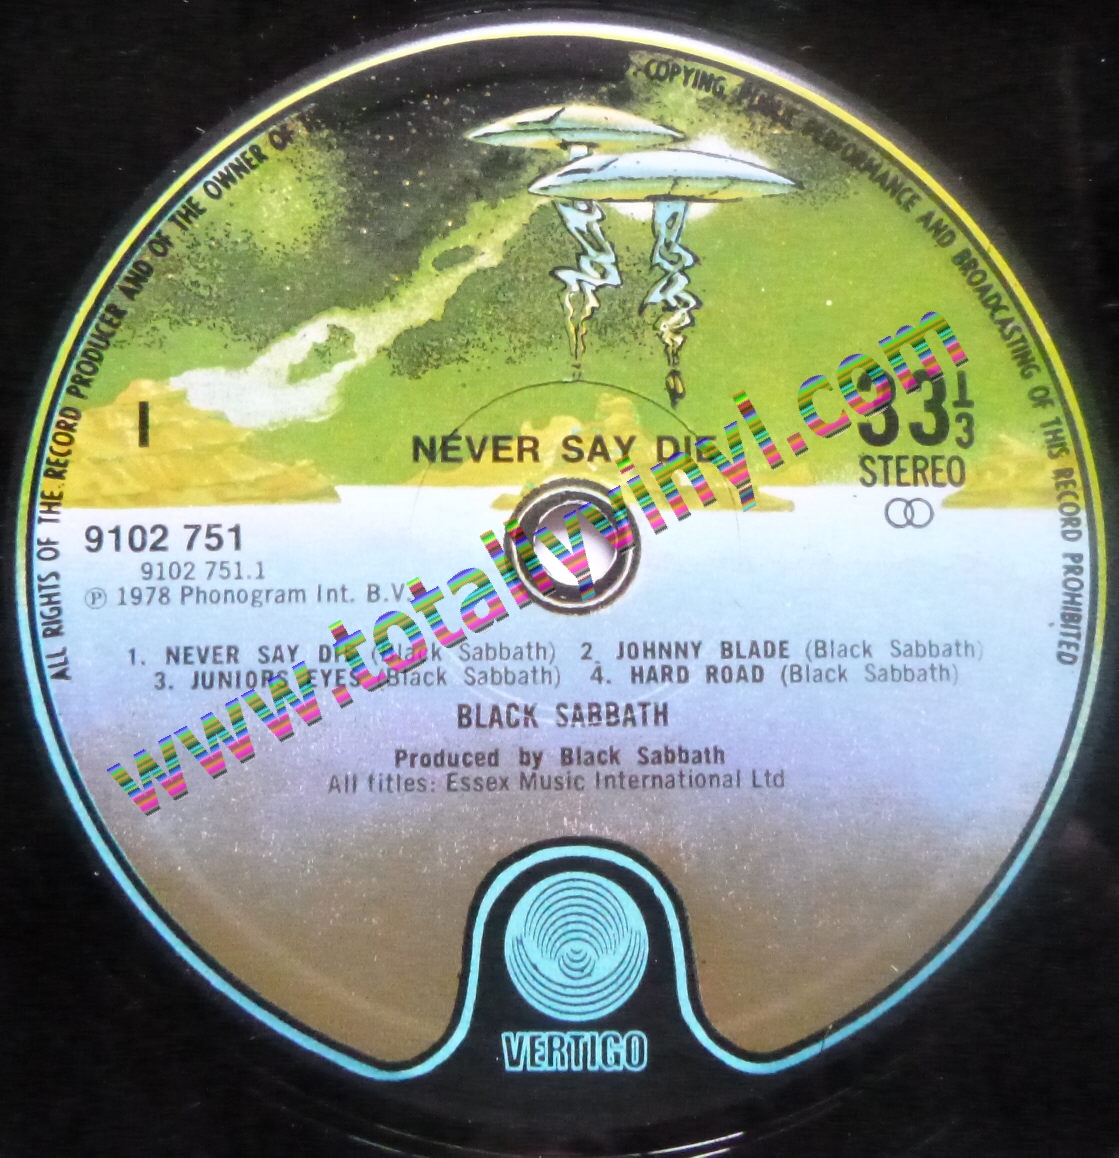 ALL RIGHTS OF THE RECORD PRODUCER AND OF THE OWNER OF
COPYING, PUBLIC PERFORMANCE AND BROADCASTING OF THIS RECORD PROHIBITED
I
NEVER SAY DIE
33 1/3
STEREO
9102 751
9102 751.1
℗ 1978 Phonogram Int. B.V.
1. NEVER SAY DIE (Black Sabbath) 2. JOHNNY BLADE (Black Sabbath)
3. JUNIORS EYES (Black Sabbath) 4. HARD ROAD (Black Sabbath)
BLACK SABBATH
Produced by Black Sabbath
All titles: Essex Music International Ltd
VERTIGO
www.totallyvinyl.com